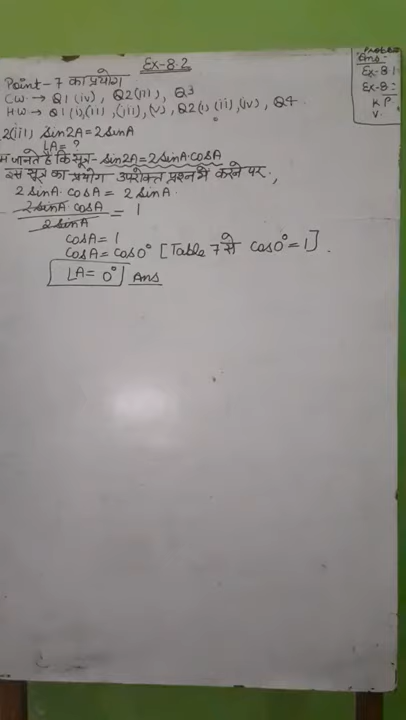 Ex-8.2
Point-7 का प्रयोग
CW → Q1(iv), Q2(iii), Q3
HW → Q1(i),(ii),(iii),(v), Q2(i)(ii),(iv), Q4.
2(iii) sin2A=2sinA
∠A= ?
म जानते हैं कि सूत्र- sin2A=2sinA·cosA
इस सूत्र का प्रयोग उपरोक्त प्रश्न में करने पर,
2sinA·cosA = 2sinA
2sinA cosA / 2sinA = 1
cosA = 1
cosA = cos0° [Table 7 से cos0°=1].
∠A= 0° Ans
Ex-8.1
Ex-8.
K.P.
V.